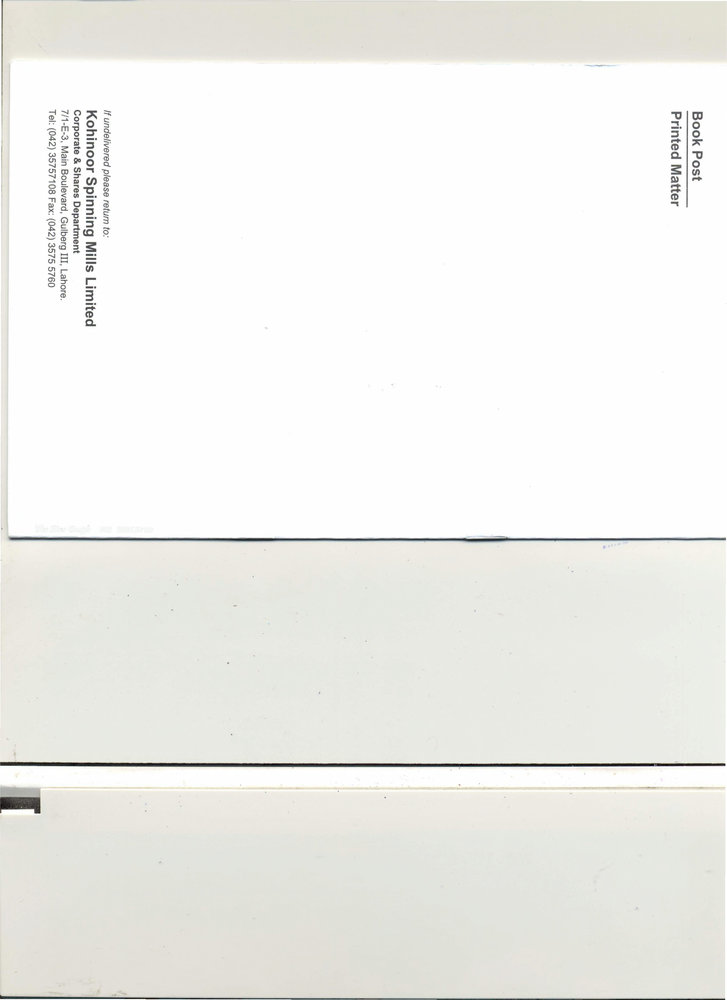 Book Post
Printed Matter
If undelivered please return to:
Kohinoor Spinning Mills Limited
Corporate & Shares Department
7/1-E-3, Main Boulevard, Gulberg III, Lahore.
Tel: (042) 35757108 Fax: (042) 3575 5760